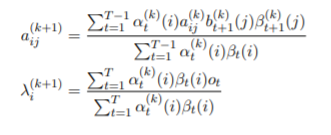 a_{ij}^{(k+1)} = \frac{\sum_{t=1}^{T-1} \alpha_t^{(k)}(i) a_{ij}^{(k)} b_{t+1}^{(k)}(j) \beta_{t+1}^{(k)}(j)}{\sum_{t=1}^{T-1} \alpha_t^{(k)}(i) \beta_t(i)}
\lambda_i^{(k+1)} = \frac{\sum_{t=1}^{T} \alpha_t^{(k)}(i) \beta_t(i) o_t}{\sum_{t=1}^{T} \alpha_t^{(k)}(i) \beta_t(i)}